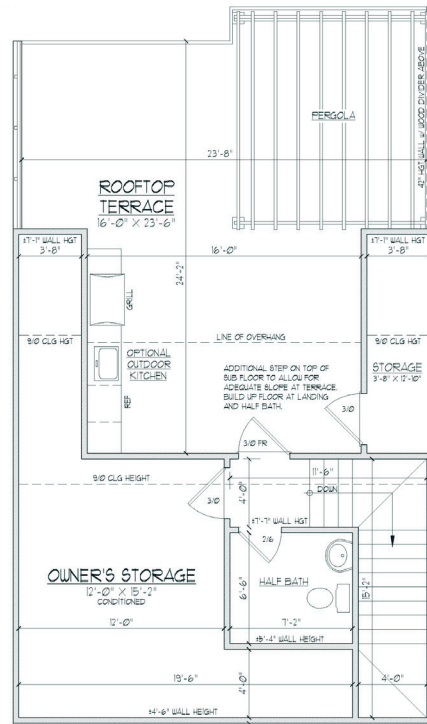 PERGOLA
42" HGT WALL w/ WOOD DIVIDER ABOVE
23'-8"
ROOFTOP
TERRACE
16'-0" X 23'-6"
±7'-1" WALL HGT
3'-8"
16'-0"
±7'-1" WALL HGT
3'-8"
24'-2"
GRILL
LINE OF OVERHANG
9/0 CLG HGT
9/0 CLG HGT
OPTIONAL
OUTDOOR
KITCHEN
STORAGE
3'-8" X 12'-10"
ADDITIONAL STEP ON TOP OF
SUB FLOOR TO ALLOW FOR
ADEQUATE SLOPE AT TERRACE.
BUILD UP FLOOR AT LANDING
AND HALF BATH.
REF
3/0
3/0 PR
11'-6"
9/0 CLG HEIGHT
3/0
4'-0"
DOWN
±7'-7" WALL HGT
2/6
OWNER'S STORAGE
12'-0" X 15'-2"
CONDITIONED
HALF BATH
6'-6"
15'-2"
12'-0"
7'-2"
±5'-4" WALL HEIGHT
19'-6"
4'-0"
4'-0"
±4'-6" WALL HEIGHT